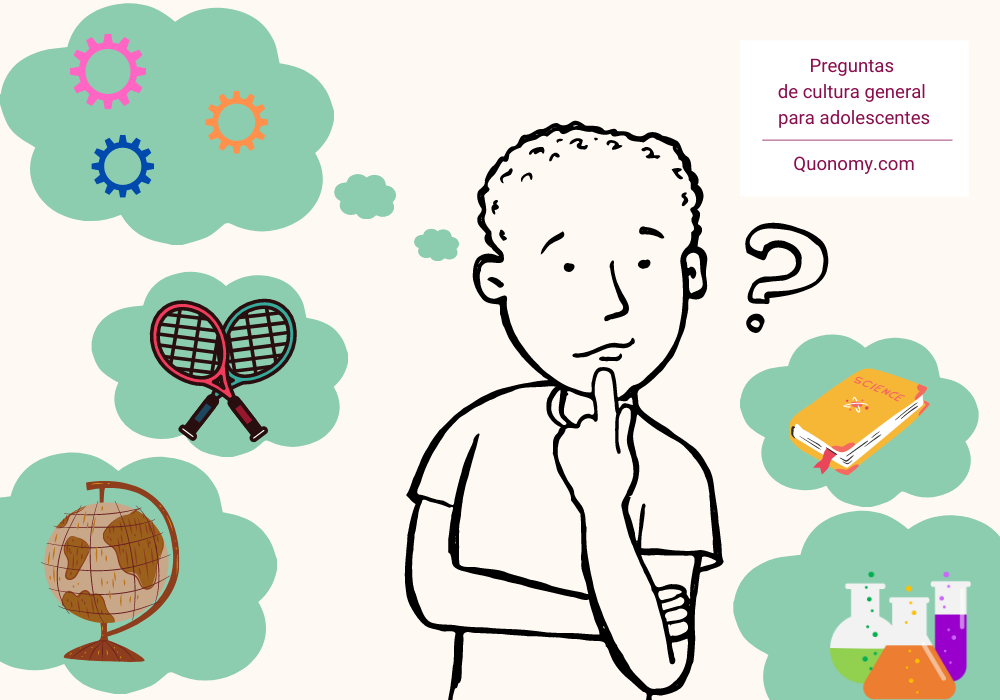 Preguntas
de cultura general
para adolescentes
Quonomy.com
SCIENCE